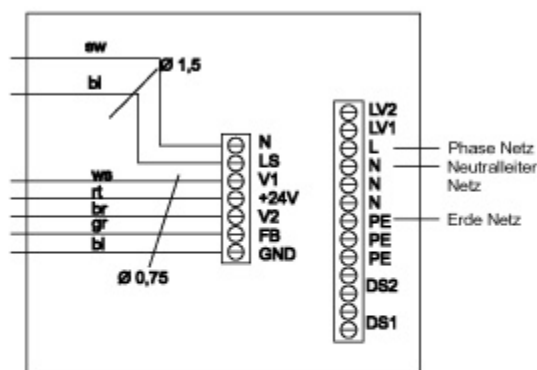 sw
Ø 1,5
bl
N
LS
ws
V1
rt
+24V
br
V2
gr
FB
bl
GND
Ø 0,75
LV2
LV1
L
Phase Netz
N
Neutralleiter
N
Netz
N
PE
Erde Netz
PE
PE
DS2
DS1